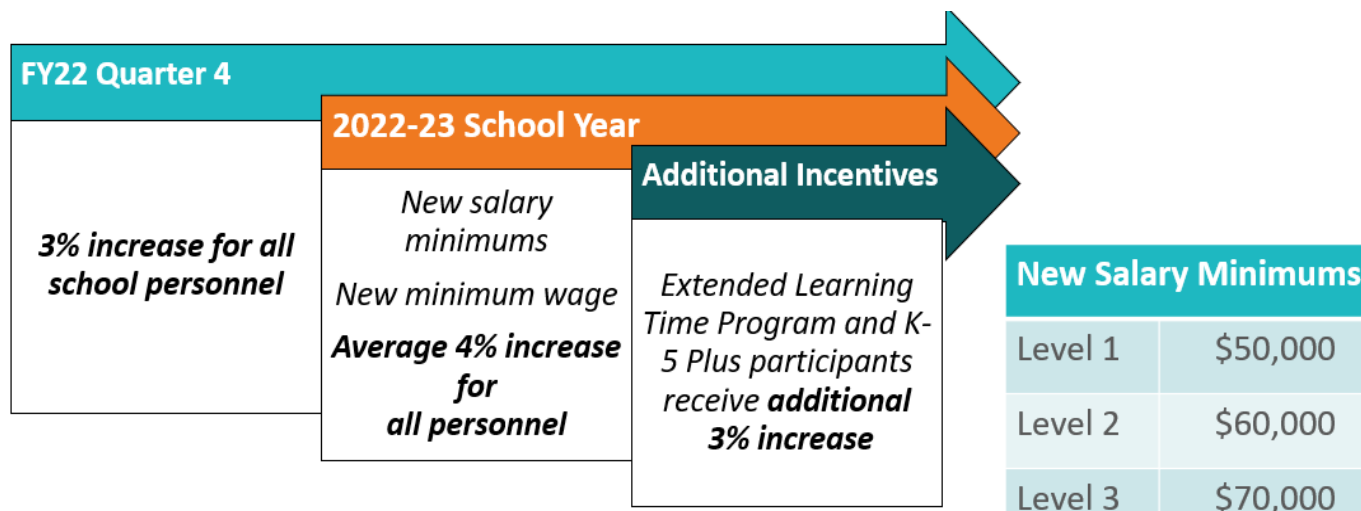 FY22 Quarter 4
3% increase for all
school personnel
2022-23 School Year
New salary
minimums
New minimum wage
Average 4% increase
for
all personnel
Additional Incentives
Extended Learning
Time Program and K-
5 Plus participants
receive additional
3% increase
New Salary Minimums
Level 1 $50,000
Level 2 $60,000
Level 3 $70,000